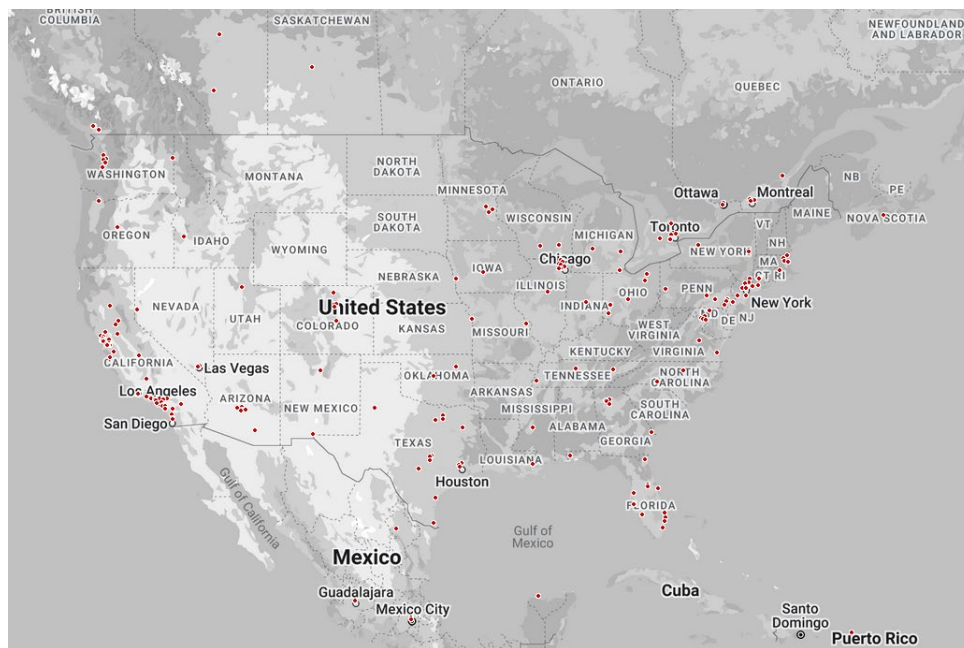 BRITISH
COLUMBIA
SASKATCHEWAN
NEWFOUNDLAND
AND LABRADOR
ONTARIO
QUEBEC
WASHINGTON
MONTANA
NORTH
DAKOTA
MINNESOTA
Ottawa
Montreal
NB
PE
NOVA SCOTIA
MAINE
OREGON
IDAHO
SOUTH
DAKOTA
WISCONSIN
MICHIGAN
Toronto
VT
NH
NEW YORK
MA
CT RI
WYOMING
Chicago
IOWA
NEBRASKA
ILLINOIS
INDIANA
OHIO
PENN
New York
NEVADA
UTAH
United States
COLORADO
KANSAS
MISSOURI
WEST
VIRGINIA
MD
DE
NJ
VIRGINIA
KENTUCKY
CALIFORNIA
Las Vegas
OKLAHOMA
TENNESSEE
NORTH
CAROLINA
ARKANSAS
Los Angeles
ARIZONA
NEW MEXICO
MISSISSIPPI
SOUTH
CAROLINA
San Diego
ALABAMA
GEORGIA
TEXAS
LOUISIANA
Houston
FLORIDA
Gulf of California
Gulf of
Mexico
Mexico
Guadalajara
Mexico City
Cuba
Santo
Domingo
Puerto Rico